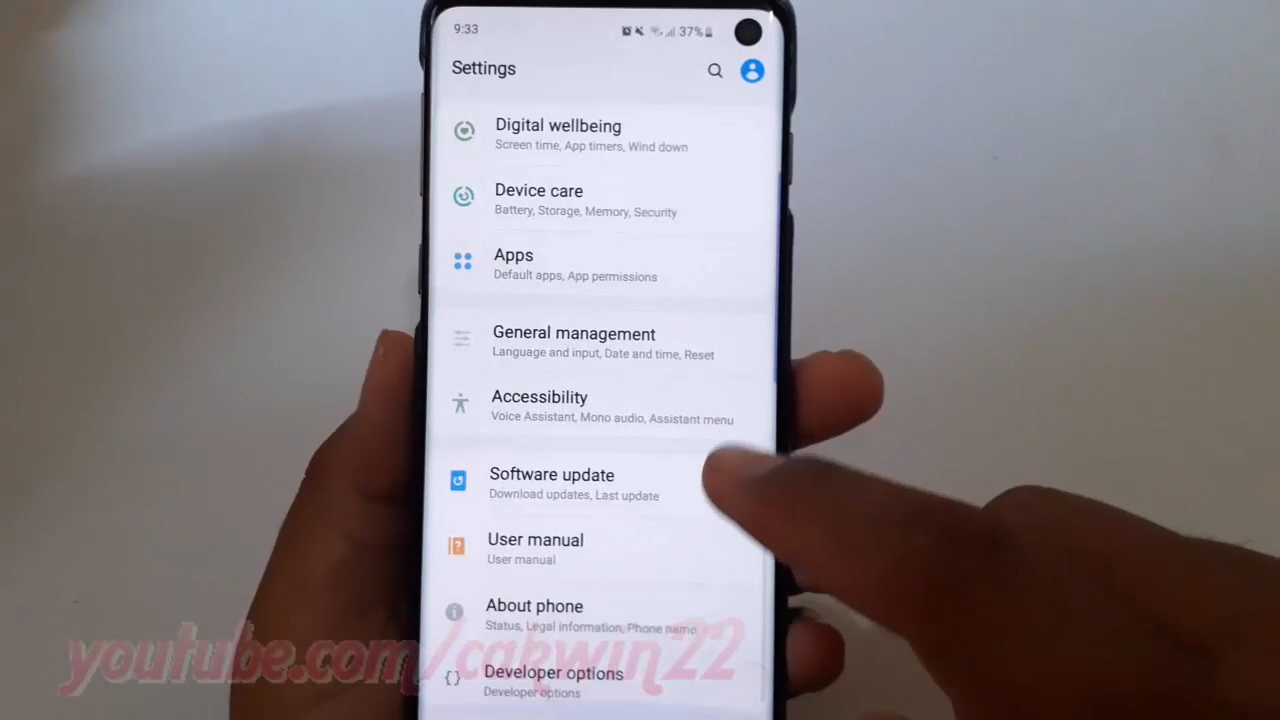 9:33
37%
Settings
Digital wellbeing
Screen time, App timers, Wind down
Device care
Battery, Storage, Memory, Security
Apps
Default apps, App permissions
General management
Language and input, Date and time, Reset
Accessibility
Voice Assistant, Mono audio, Assistant menu
Software update
Download updates, Last update
User manual
User manual
About phone
Status, Legal information, Phone name
youtube.com/cakwin22
Developer options
Developer options